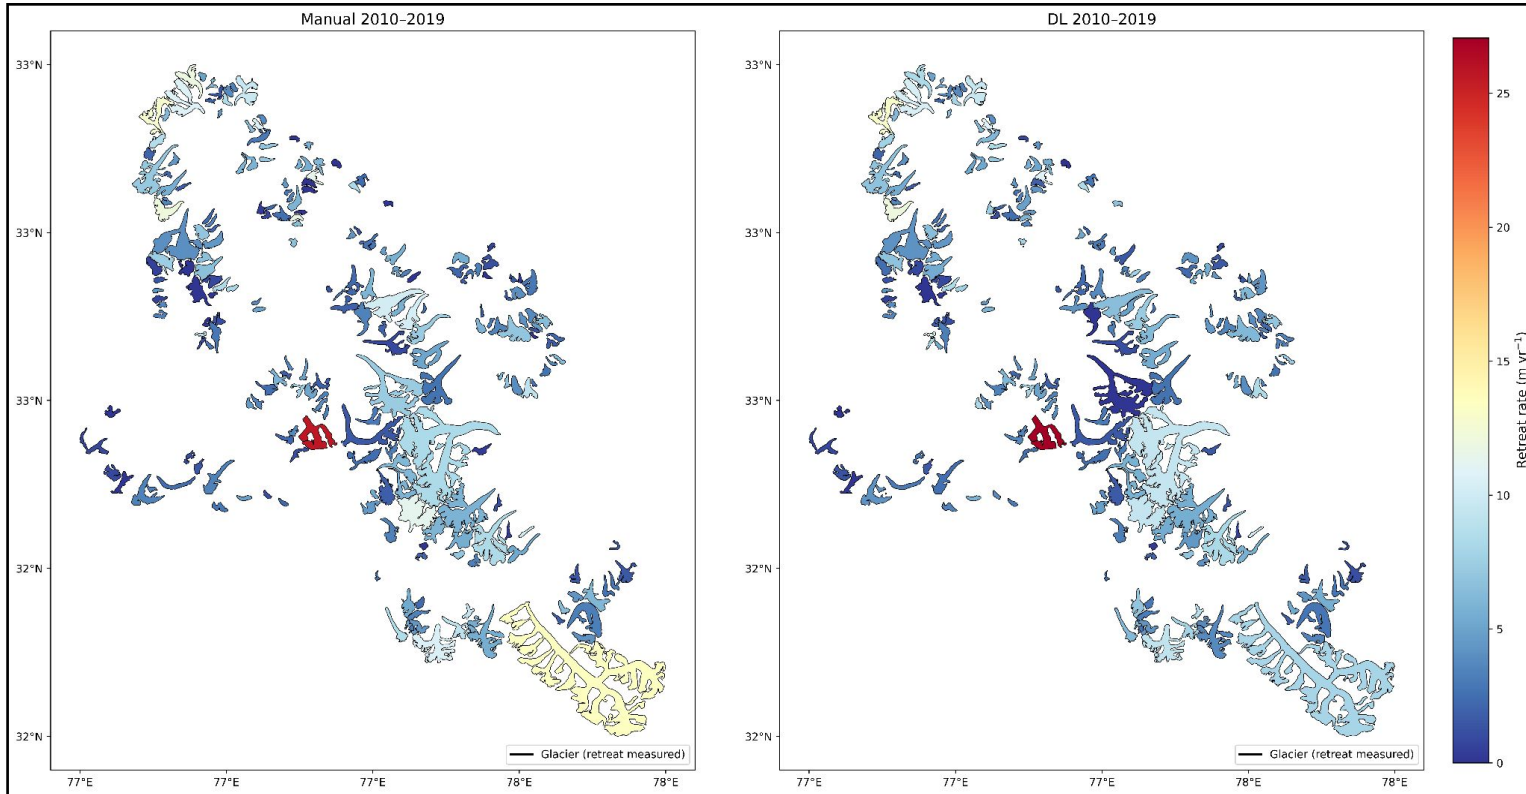 Manual 2010–2019
DL 2010–2019
33°N
33°N
33°N
32°N
32°N
77°E
77°E
77°E
78°E
78°E
Glacier (retreat measured)
33°N
33°N
33°N
32°N
32°N
77°E
77°E
77°E
78°E
78°E
Glacier (retreat measured)
25
20
15
10
5
0
Retreat rate (m yr⁻¹)